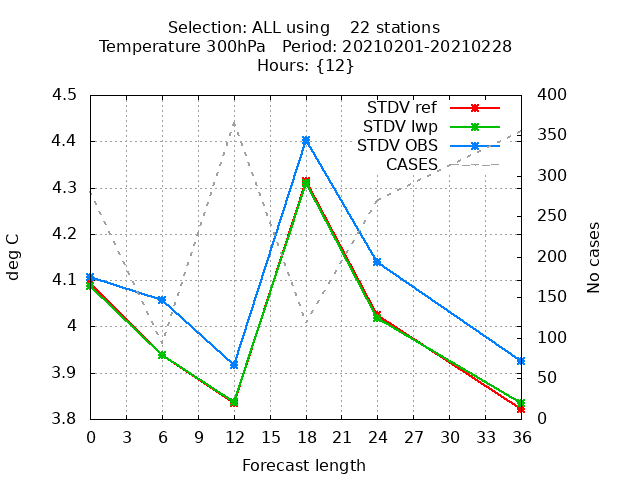 Selection: ALL using    22 stations
Temperature 300hPa   Period: 20210201-20210228
Hours: {12}
4.5
4.4
4.3
4.2
4.1
4
3.9
3.8
deg C
STDV ref
STDV lwp
STDV OBS
CASES
400
350
300
250
200
150
100
50
0
No cases
0 3 6 9 12 15 18 21 24 27 30 33 36
Forecast length